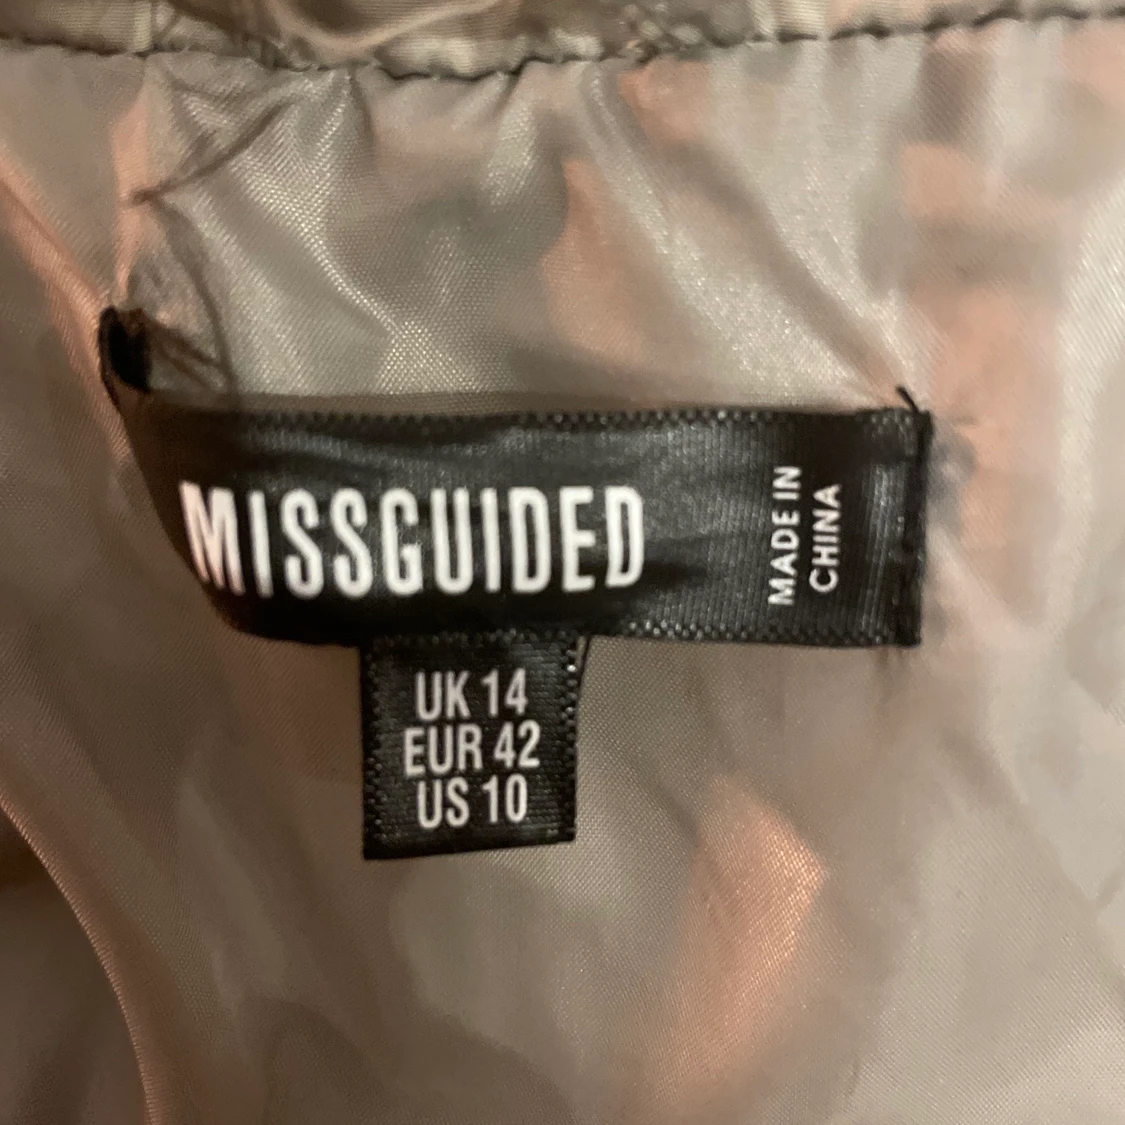 MISSGUIDED
MADE IN
CHINA
UK 14
EUR 42
US 10